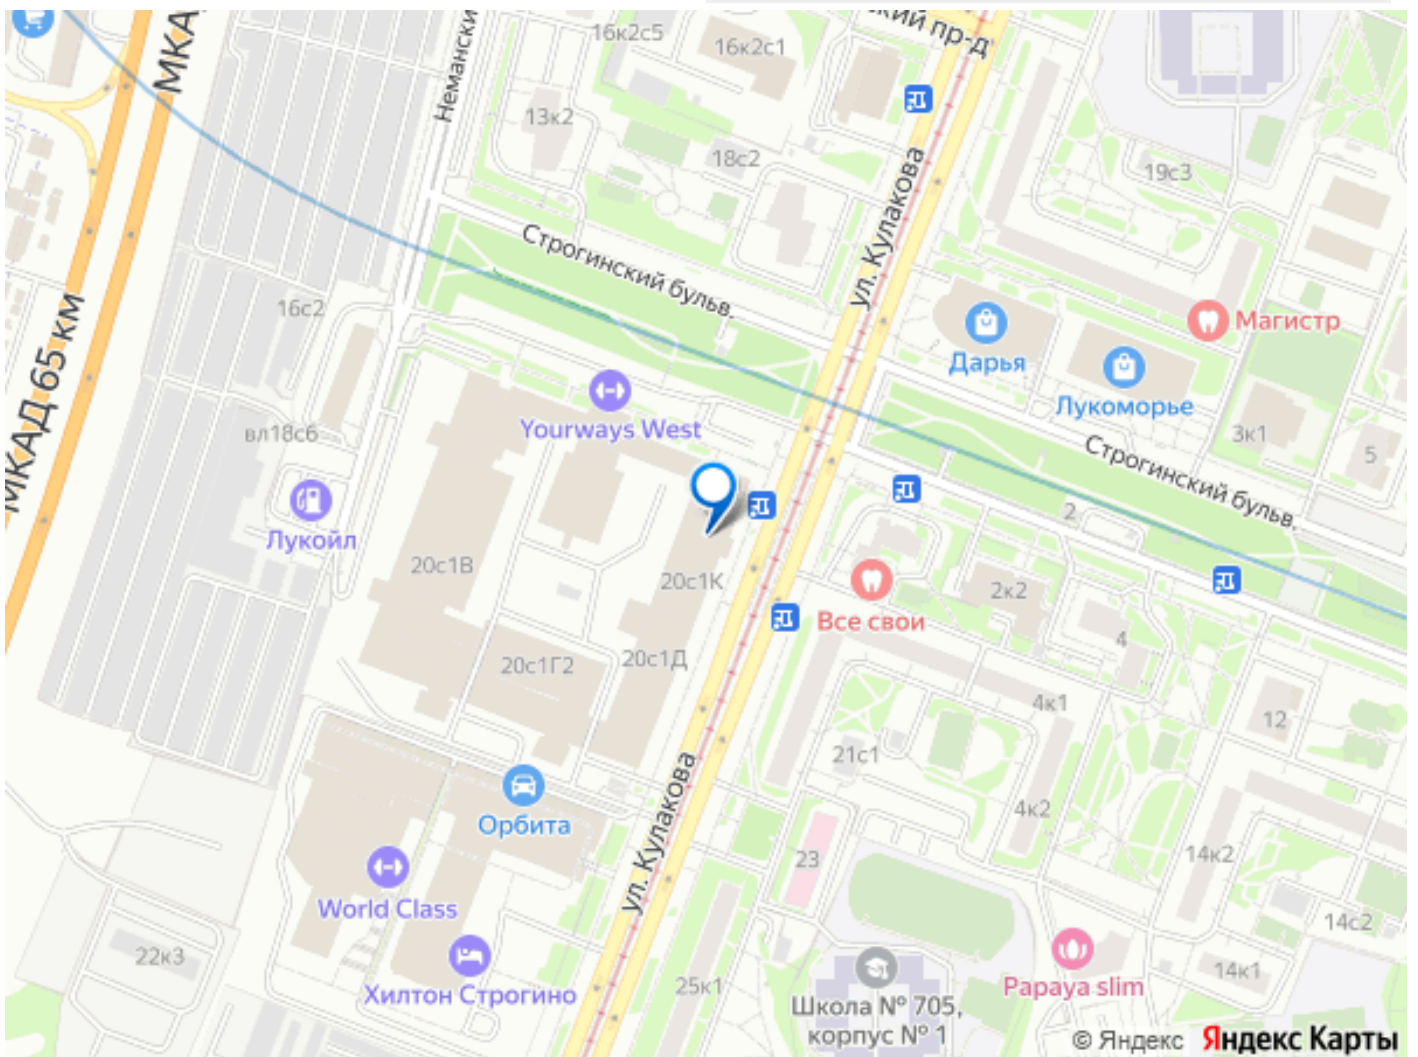 МКА
Немански
16к2с5
16к2с1
ский пр-д
13к2
18с2
19с3
ул. Кулакова
Строгинский бульв.
16с2
МКАД 65 км
Магистр
Дарья
Лукоморье
Yourways West
вл18с6
3к1
5
Строгинский бульв.
Лукойл
2
20с1В
20с1К
2к2
Все свои
4
20с1Г2
20с1Д
4к1
12
21с1
ул. Кулакова
Орбита
4к2
23
14к2
World Class
14с2
22к3
Хилтон Строгино
25к1
Школа № 705,
корпус № 1
Papaya slim
14к1
© Яндекс Яндекс Карты